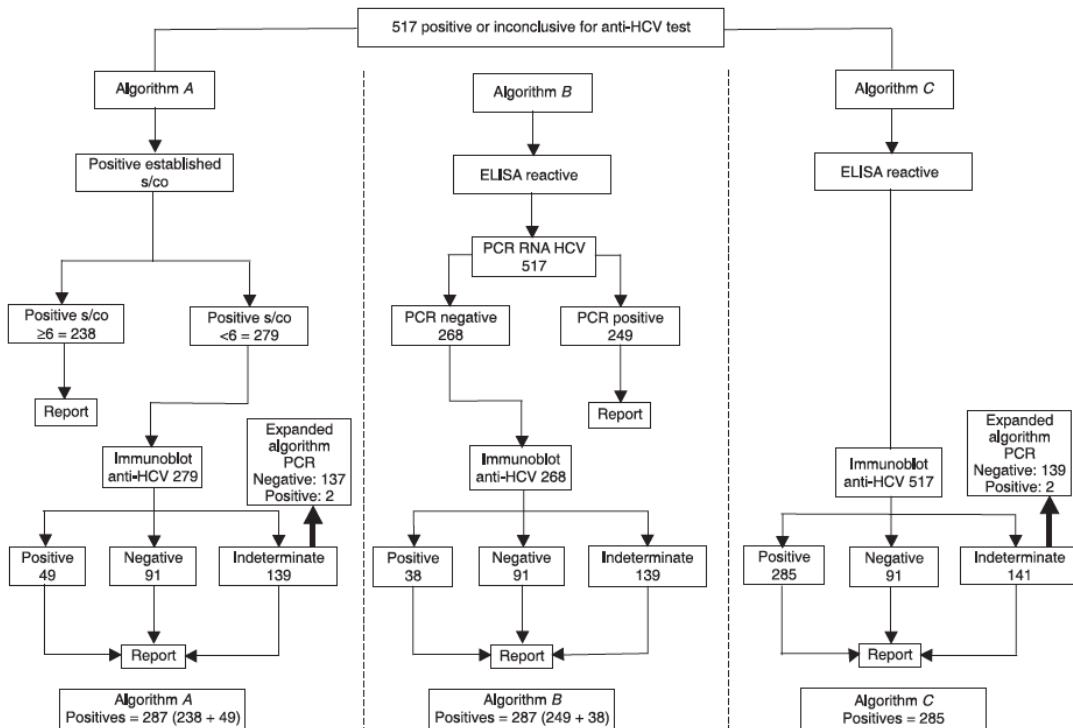 517 positive or inconclusive for anti-HCV test
Algorithm A
Positive established
s/co
Positive s/co
≥6 = 238
Positive s/co
<6 = 279
Report
Immunoblot
anti-HCV 279
Expanded
algorithm
PCR
Negative: 137
Positive: 2
Positive
49
Negative
91
Indeterminate
139
Report
Algorithm A
Positives = 287 (238 + 49)
Algorithm B
ELISA reactive
PCR RNA HCV
517
PCR negative
268
PCR positive
249
Report
Immunoblot
anti-HCV 268
Positive
38
Negative
91
Indeterminate
139
Report
Algorithm B
Positives = 287 (249 + 38)
Algorithm C
ELISA reactive
Immunoblot
anti-HCV 517
Expanded
algorithm
PCR
Negative: 139
Positive: 2
Positive
285
Negative
91
Indeterminate
141
Report
Algorithm C
Positives = 285